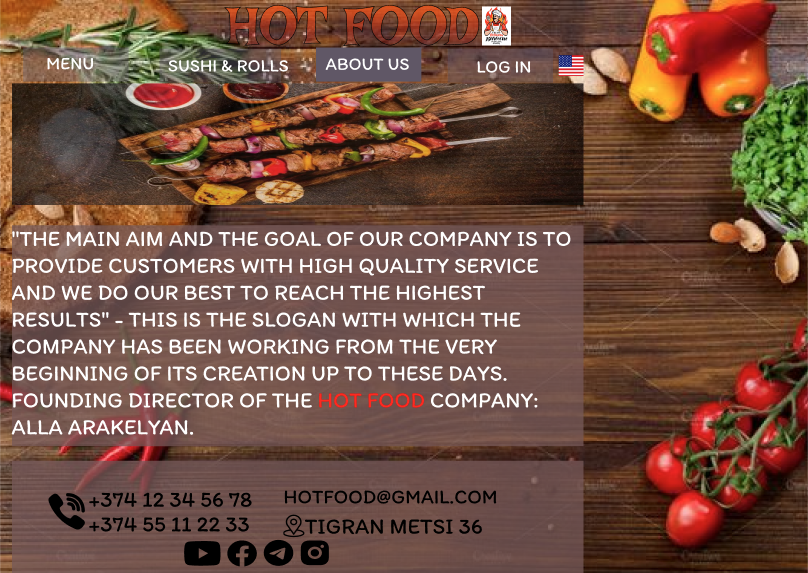 HOT FOOD
MENU
SUSHI & ROLLS
ABOUT US
LOG IN
"THE MAIN AIM AND THE GOAL OF OUR COMPANY IS TO
PROVIDE CUSTOMERS WITH HIGH QUALITY SERVICE
AND WE DO OUR BEST TO REACH THE HIGHEST
RESULTS" - THIS IS THE SLOGAN WITH WHICH THE
COMPANY HAS BEEN WORKING FROM THE VERY
BEGINNING OF ITS CREATION UP TO THESE DAYS.
FOUNDING DIRECTOR OF THE HOT FOOD COMPANY:
ALLA ARAKELYAN.
+374 12 34 56 78
+374 55 11 22 33
HOTFOOD@GMAIL.COM
TIGRAN METSI 36